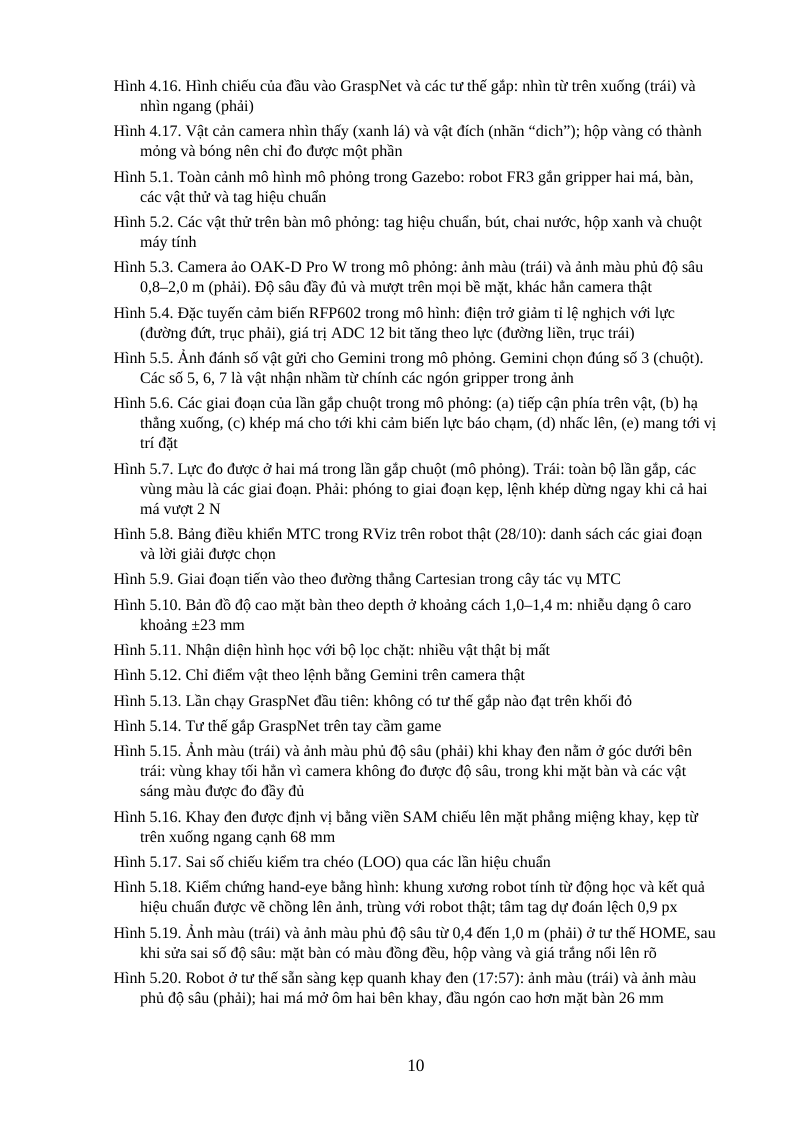 Hình 4.16. Hình chiếu của đầu vào GraspNet và các tư thế gắp: nhìn từ trên xuống (trái) và
nhìn ngang (phải)
Hình 4.17. Vật cản camera nhìn thấy (xanh lá) và vật đích (nhãn “dich”); hộp vàng có thành
mỏng và bóng nên chỉ đo được một phần
Hình 5.1. Toàn cảnh mô hình mô phỏng trong Gazebo: robot FR3 gắn gripper hai má, bàn,
các vật thử và tag hiệu chuẩn
Hình 5.2. Các vật thử trên bàn mô phỏng: tag hiệu chuẩn, bút, chai nước, hộp xanh và chuột
máy tính
Hình 5.3. Camera ảo OAK-D Pro W trong mô phỏng: ảnh màu (trái) và ảnh màu phủ độ sâu
0,8–2,0 m (phải). Độ sâu đầy đủ và mượt trên mọi bề mặt, khác hẳn camera thật
Hình 5.4. Đặc tuyến cảm biến RFP602 trong mô hình: điện trở giảm tỉ lệ nghịch với lực
(đường đứt, trục phải), giá trị ADC 12 bit tăng theo lực (đường liền, trục trái)
Hình 5.5. Ảnh đánh số vật gửi cho Gemini trong mô phỏng. Gemini chọn đúng số 3 (chuột).
Các số 5, 6, 7 là vật nhận nhầm từ chính các ngón gripper trong ảnh
Hình 5.6. Các giai đoạn của lần gắp chuột trong mô phỏng: (a) tiếp cận phía trên vật, (b) hạ
thẳng xuống, (c) khép má cho tới khi cảm biến lực báo chạm, (d) nhấc lên, (e) mang tới vị
trí đặt
Hình 5.7. Lực đo được ở hai má trong lần gắp chuột (mô phỏng). Trái: toàn bộ lần gắp, các
vùng màu là các giai đoạn. Phải: phóng to giai đoạn kẹp, lệnh khép dừng ngay khi cả hai
má vượt 2 N
Hình 5.8. Bảng điều khiển MTC trong RViz trên robot thật (28/10): danh sách các giai đoạn
và lời giải được chọn
Hình 5.9. Giai đoạn tiến vào theo đường thẳng Cartesian trong cây tác vụ MTC
Hình 5.10. Bản đồ độ cao mặt bàn theo depth ở khoảng cách 1,0–1,4 m: nhiễu dạng ô caro
khoảng ±23 mm
Hình 5.11. Nhận diện hình học với bộ lọc chặt: nhiều vật thật bị mất
Hình 5.12. Chỉ điểm vật theo lệnh bằng Gemini trên camera thật
Hình 5.13. Lần chạy GraspNet đầu tiên: không có tư thế gắp nào đạt trên khối đỏ
Hình 5.14. Tư thế gắp GraspNet trên tay cầm game
Hình 5.15. Ảnh màu (trái) và ảnh màu phủ độ sâu (phải) khi khay đen nằm ở góc dưới bên
trái: vùng khay tối hẳn vì camera không đo được độ sâu, trong khi mặt bàn và các vật
sáng màu được đo đầy đủ
Hình 5.16. Khay đen được định vị bằng viền SAM chiếu lên mặt phẳng miệng khay, kẹp từ
trên xuống ngang cạnh 68 mm
Hình 5.17. Sai số chiếu kiểm tra chéo (LOO) qua các lần hiệu chuẩn
Hình 5.18. Kiểm chứng hand-eye bằng hình: khung xương robot tính từ động học và kết quả
hiệu chuẩn được vẽ chồng lên ảnh, trùng với robot thật; tâm tag dự đoán lệch 0,9 px
Hình 5.19. Ảnh màu (trái) và ảnh màu phủ độ sâu từ 0,4 đến 1,0 m (phải) ở tư thế HOME, sau
khi sửa sai số độ sâu: mặt bàn có màu đồng đều, hộp vàng và giá trắng nổi lên rõ
Hình 5.20. Robot ở tư thế sẵn sàng kẹp quanh khay đen (17:57): ảnh màu (trái) và ảnh màu
phủ độ sâu (phải); hai má mở ôm hai bên khay, đầu ngón cao hơn mặt bàn 26 mm
10